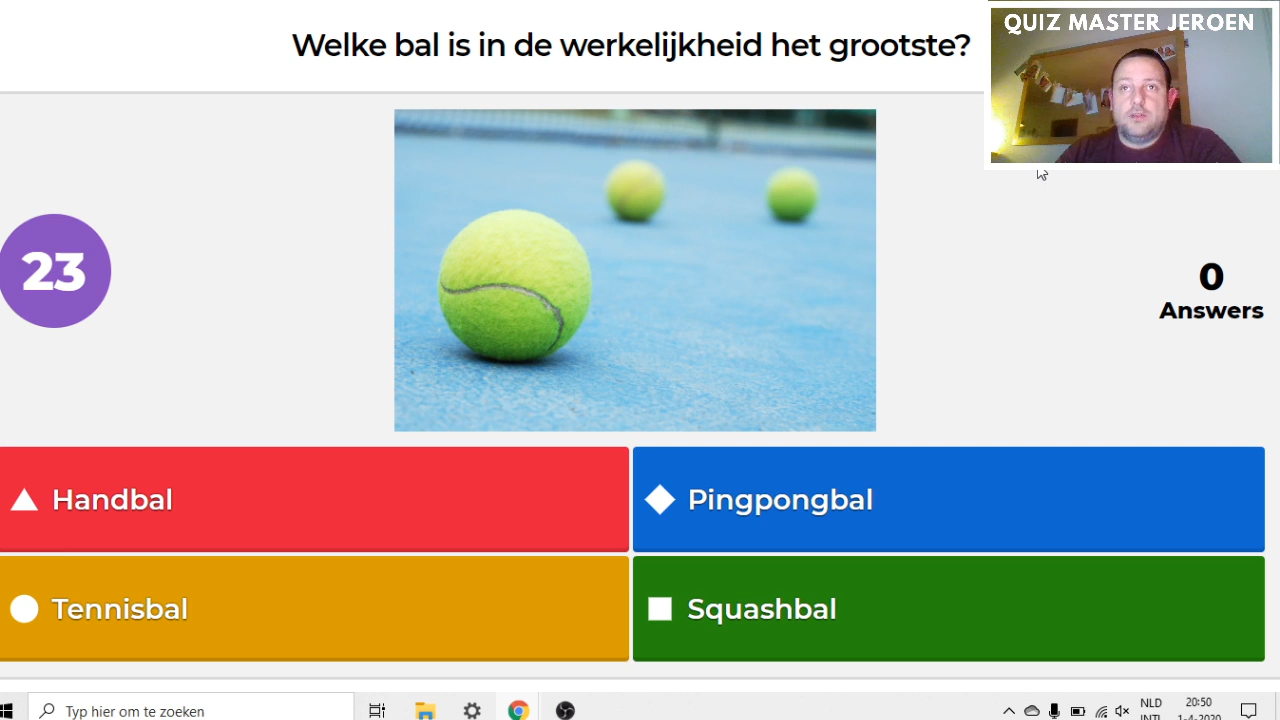 Welke bal is in de werkelijkheid het grootste?
QUIZ MASTER JEROEN
23
0
Answers
Handbal
Pingpongbal
Tennisbal
Squashbal
Typ hier om te zoeken
NLD
INTL
20:50
1-4-2020